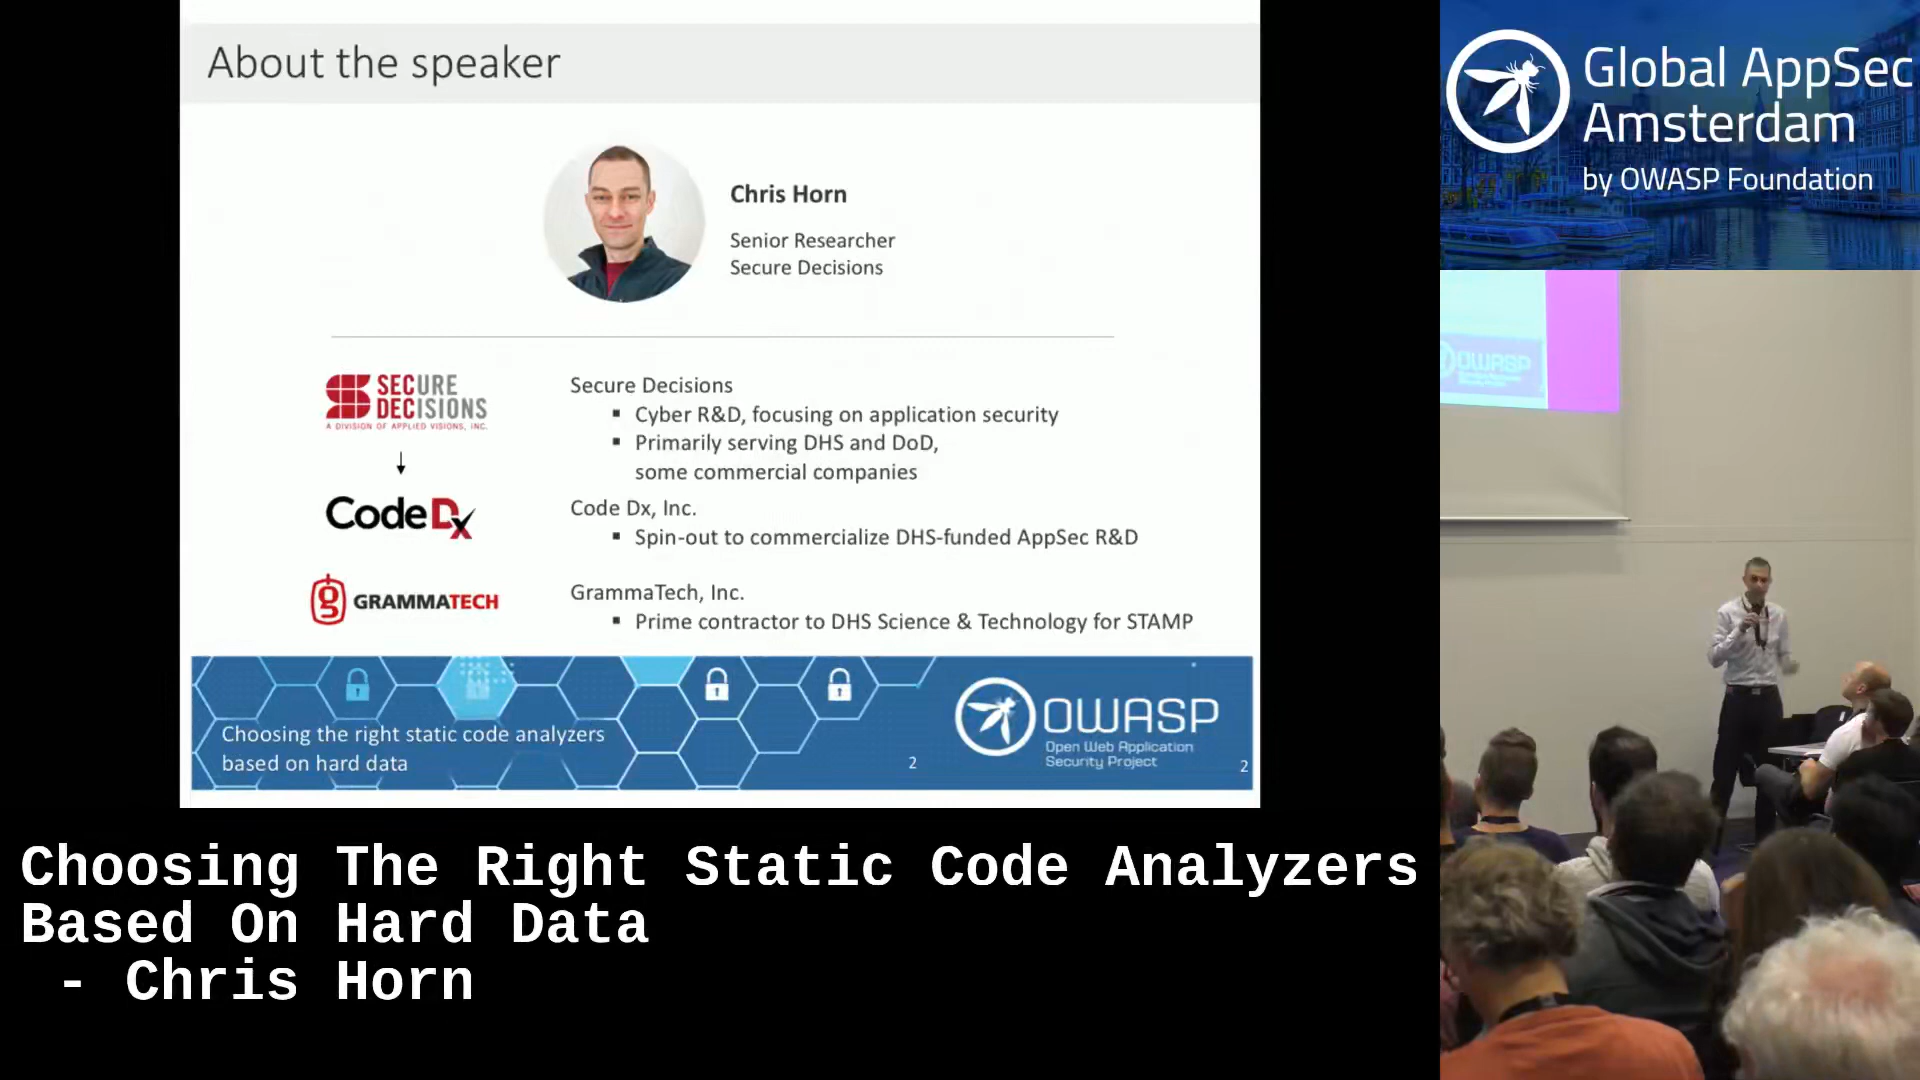 About the speaker
Chris Horn
Senior Researcher
Secure Decisions
SECURE
DECISIONS
A DIVISION OF APPLIED VISIONS, INC.
Secure Decisions
▪ Cyber R&D, focusing on application security
▪ Primarily serving DHS and DoD,
some commercial companies
CodeDx
Code Dx, Inc.
▪ Spin-out to commercialize DHS-funded AppSec R&D
g GRAMMATECH
GrammaTech, Inc.
▪ Prime contractor to DHS Science & Technology for STAMP
Choosing the right static code analyzers
based on hard data
2
OWASP
Open Web Application
Security Project
2
Choosing The Right Static Code Analyzers
Based On Hard Data
- Chris Horn
Global AppSec
Amsterdam
by OWASP Foundation
OWASP